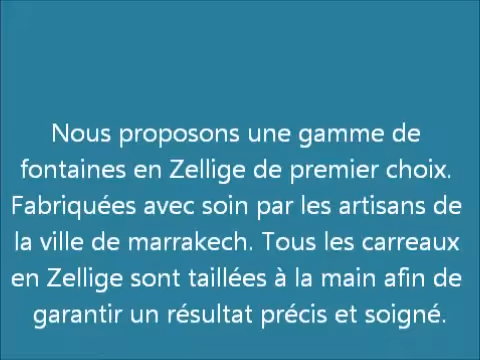 Nous proposons une gamme de
fontaines en Zellige de premier choix.
Fabriquées avec soin par les artisans de
la ville de marrakech. Tous les carreaux
en Zellige sont taillées à la main afin de
garantir un résultat précis et soigné.